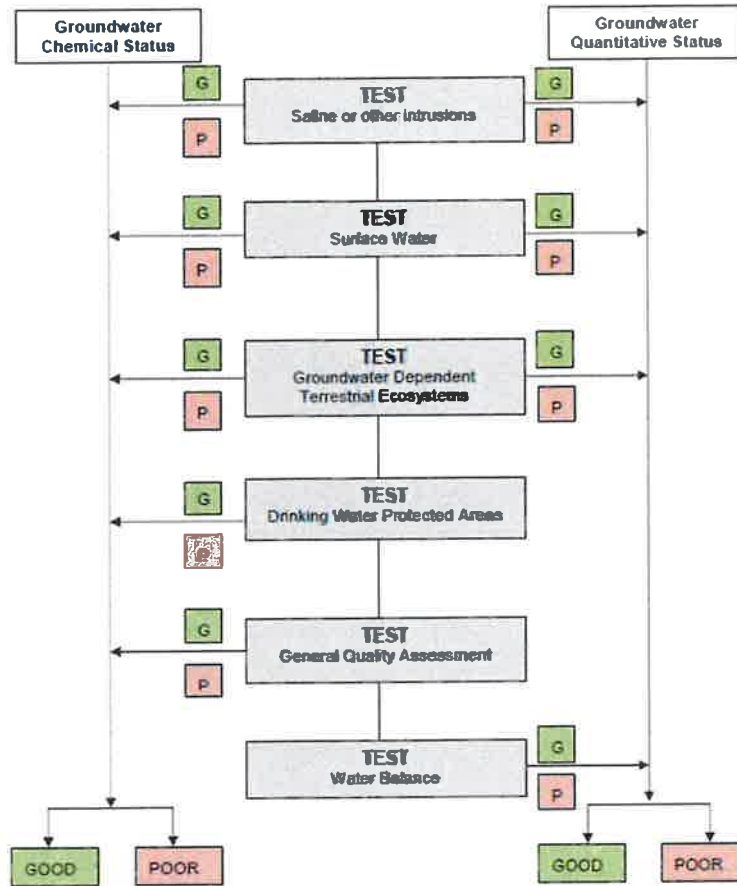 Groundwater
Chemical Status
Groundwater
Quantitative Status
G
P
TEST
Saline or other intrusions
G
P
G
P
TEST
Surface Water
G
P
G
P
TEST
Groundwater Dependent
Terrestrial Ecosystems
G
P
G
TEST
Drinking Water Protected Areas
G
P
TEST
General Quality Assessment
TEST
Water Balance
G
P
GOOD
POOR
GOOD
POOR